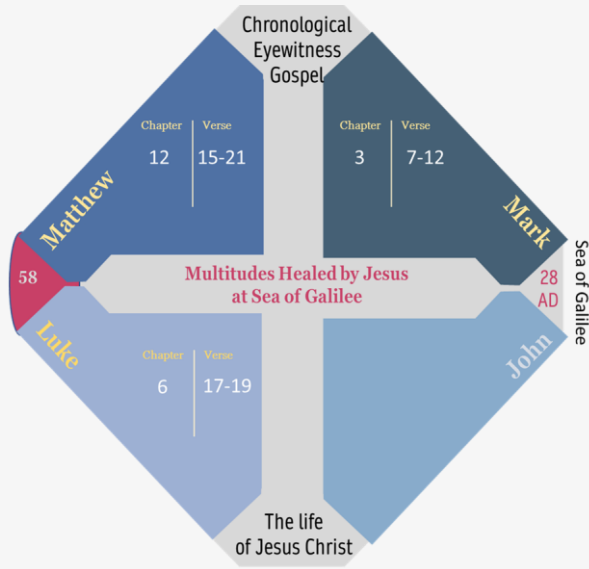 Chronological
Eyewitness
Gospel
Chapter Verse
12 15-21
Matthew
Chapter Verse
3 7-12
Mark
58
Multitudes Healed by Jesus
at Sea of Galilee
28
AD
Sea of Galilee
Luke
Chapter Verse
6 17-19
John
The life
of Jesus Christ